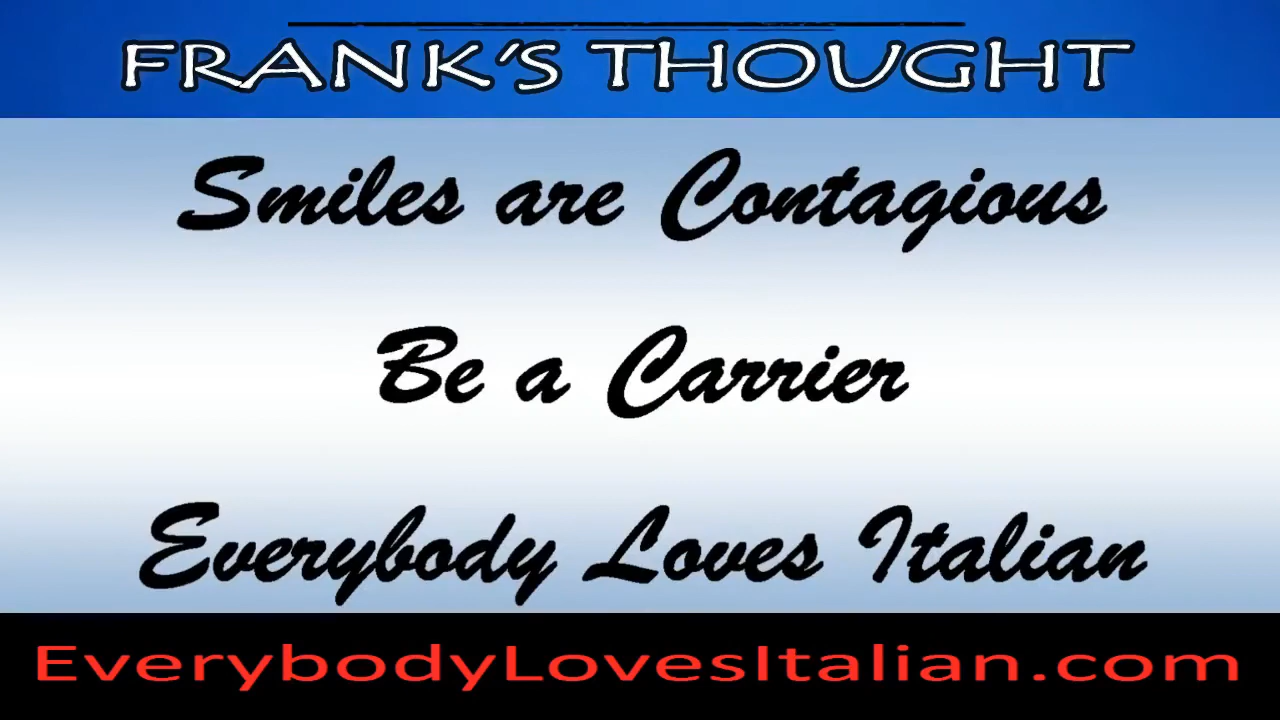 FRANK'S THOUGHT
Smiles are Contagious
Be a Carrier
Everybody Loves Italian
EverybodyLovesItalian.com